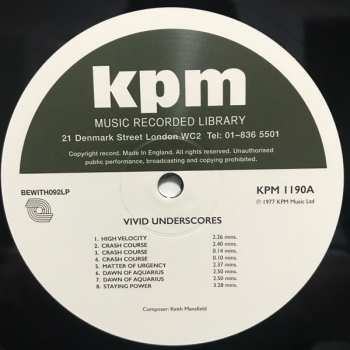 kpm
MUSIC RECORDED LIBRARY
21 Denmark Street London WC2 Tel: 01-836 5501
Copyright record. Made in England. All rights reserved. Unauthorised
public performance, broadcasting and copying prohibited.
BEWITH092LP
KPM 1190A
℗ 1977 KPM Music Ltd
VIVID UNDERSCORES
1. HIGH VELOCITY 2.26 mins.
2. CRASH COURSE 2.40 mins.
3. CRASH COURSE 0.14 mins.
4. CRASH COURSE 0.10 mins.
5. MATTER OF URGENCY 2.37 mins.
6. DAWN OF AQUARIUS 2.50 mins.
7. DAWN OF AQUARIUS 2.50 mins.
8. STAYING POWER 3.28 mins.
Composer: Keith Mansfield